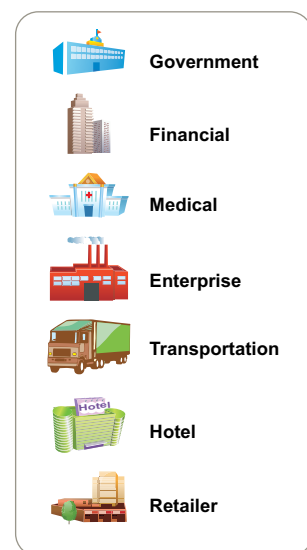 Government
Financial
Medical
Enterprise
Transportation
Hotel
Hotel
Retailer